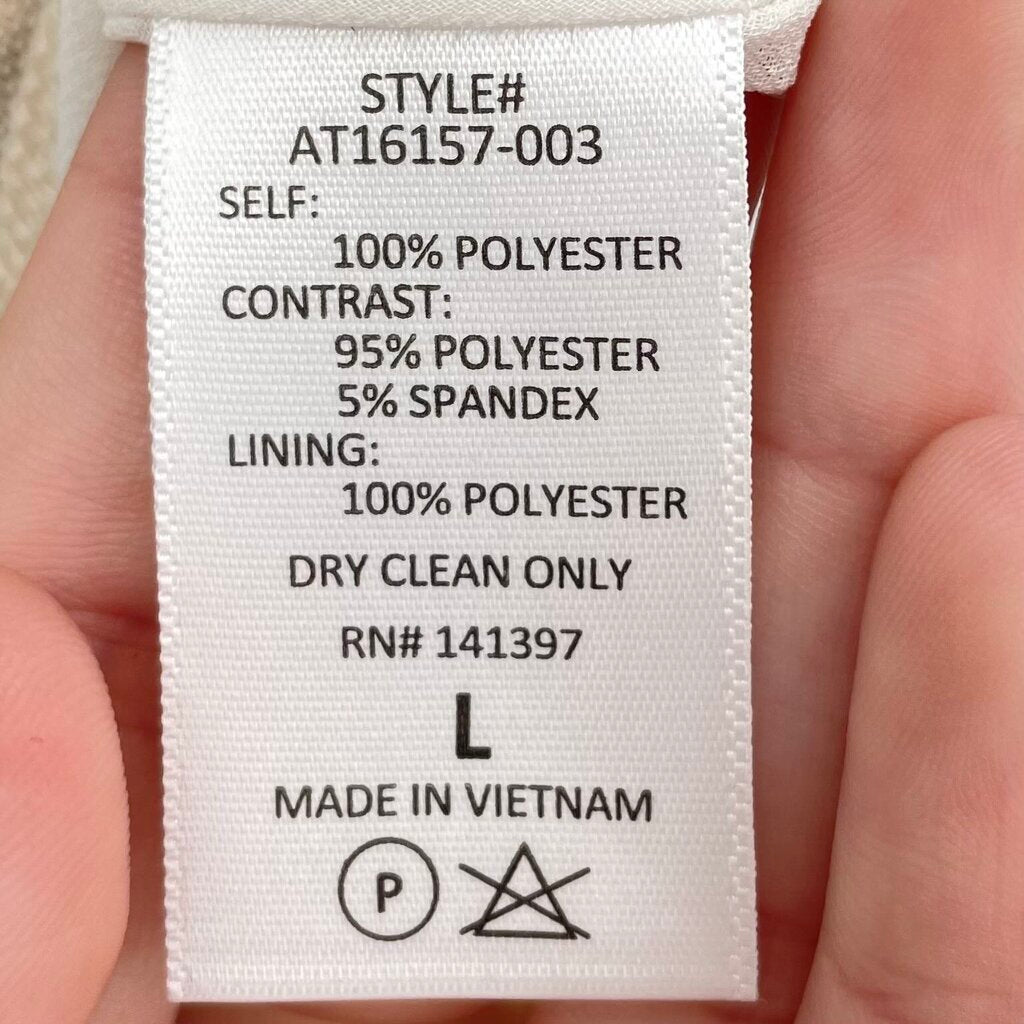 STYLE#
AT16157-003
SELF:
100% POLYESTER
CONTRAST:
95% POLYESTER
5% SPANDEX
LINING:
100% POLYESTER
DRY CLEAN ONLY
RN# 141397
L
MADE IN VIETNAM
P